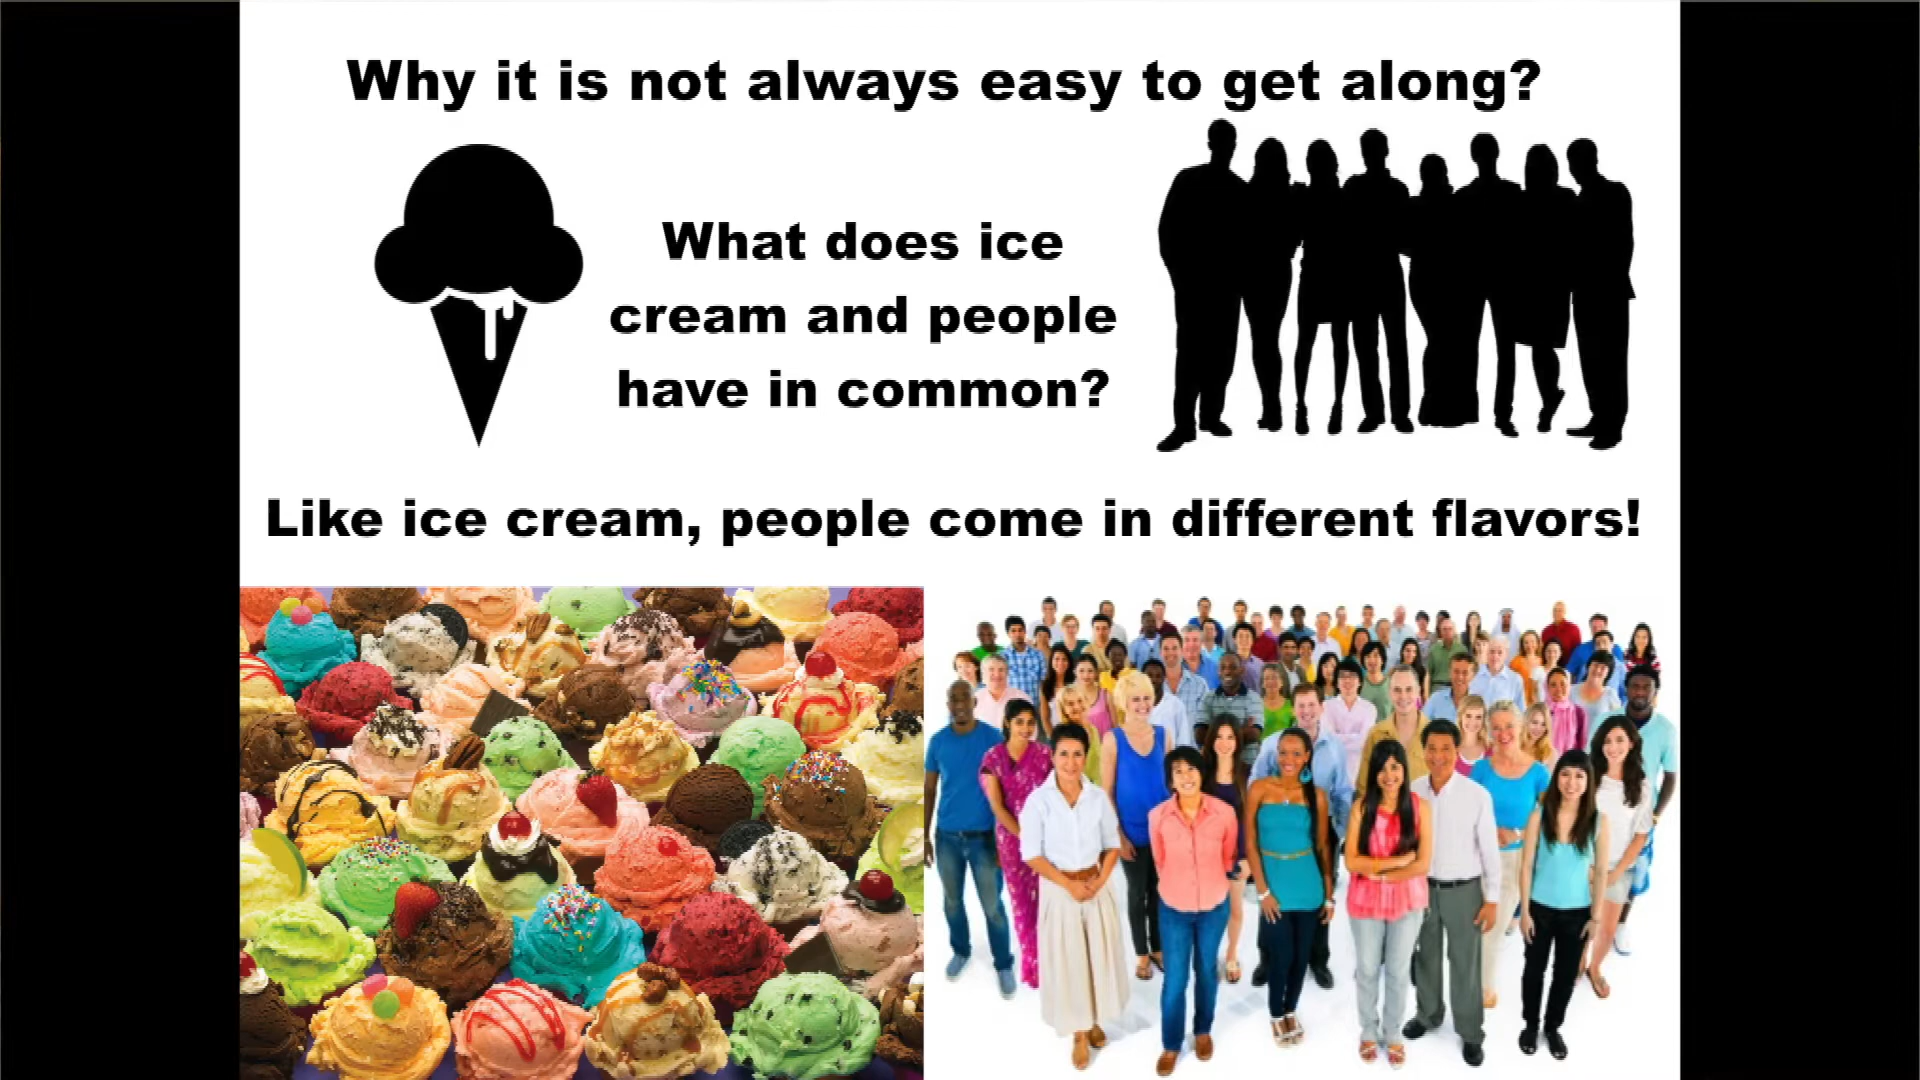 Why it is not always easy to get along?
What does ice
cream and people
have in common?
Like ice cream, people come in different flavors!